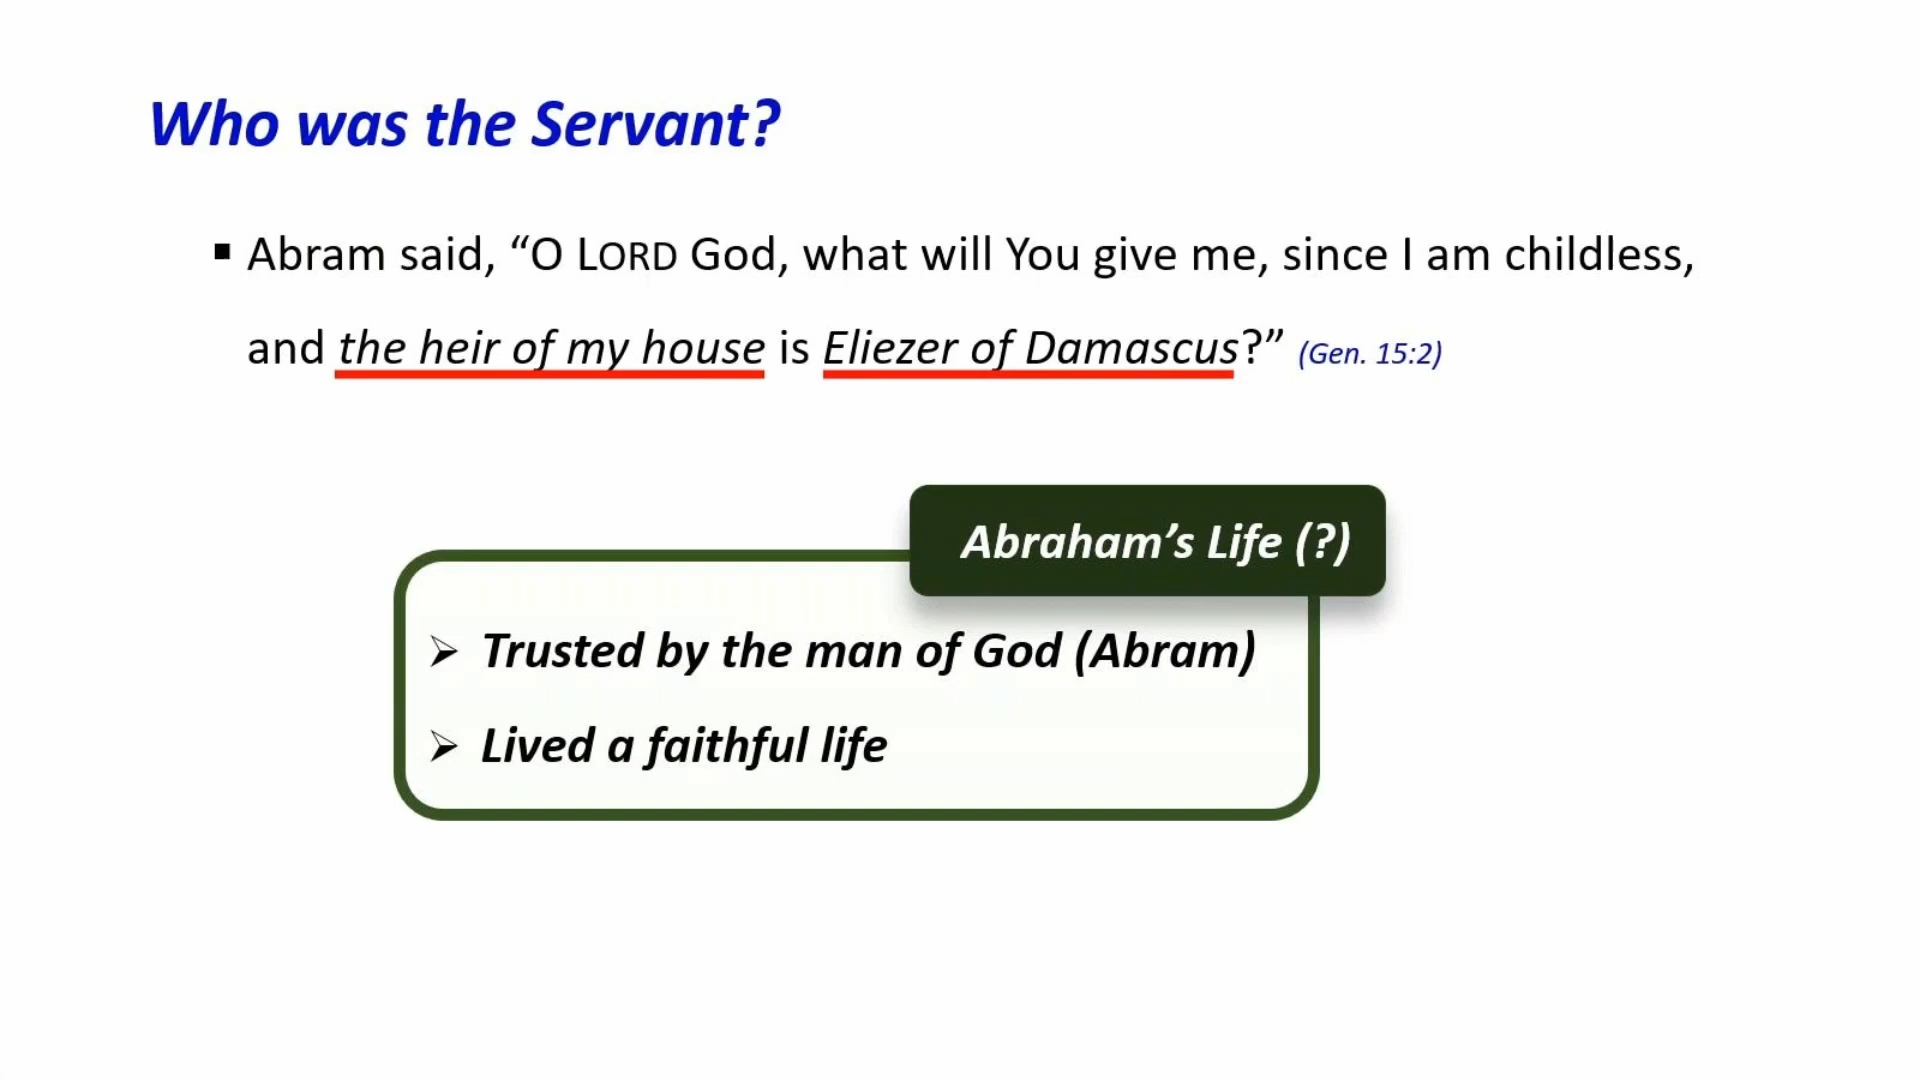 Who was the Servant?
▪ Abram said, “O LORD God, what will You give me, since I am childless,
and the heir of my house is Eliezer of Damascus?” (Gen. 15:2)
Abraham’s Life (?)
➢ Trusted by the man of God (Abram)
➢ Lived a faithful life